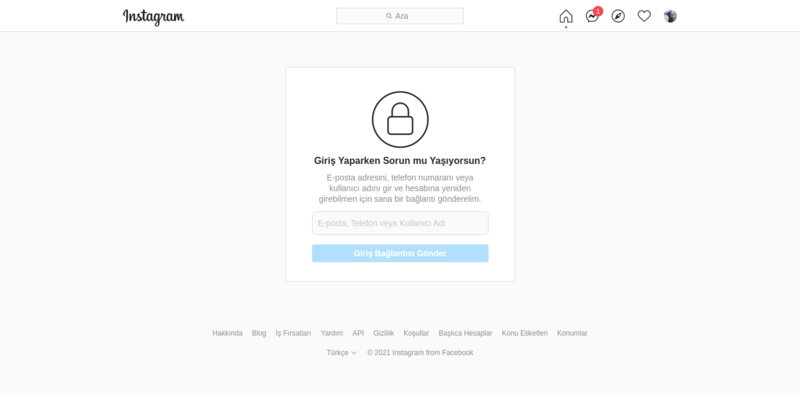 Instagram
Ara
1
Giriş Yaparken Sorun mu Yaşıyorsun?
E-posta adresini, telefon numaranı veya
kullanıcı adını gir ve hesabına yeniden
girebilmen için sana bir bağlantı gönderelim.
E-posta, Telefon veya Kullanıcı Adı
Giriş Bağlantısı Gönder
Hakkında Blog İş Fırsatları Yardım API Gizlilik Koşullar Başlıca Hesaplar Konu Etiketleri Konumlar
Türkçe © 2021 Instagram from Facebook